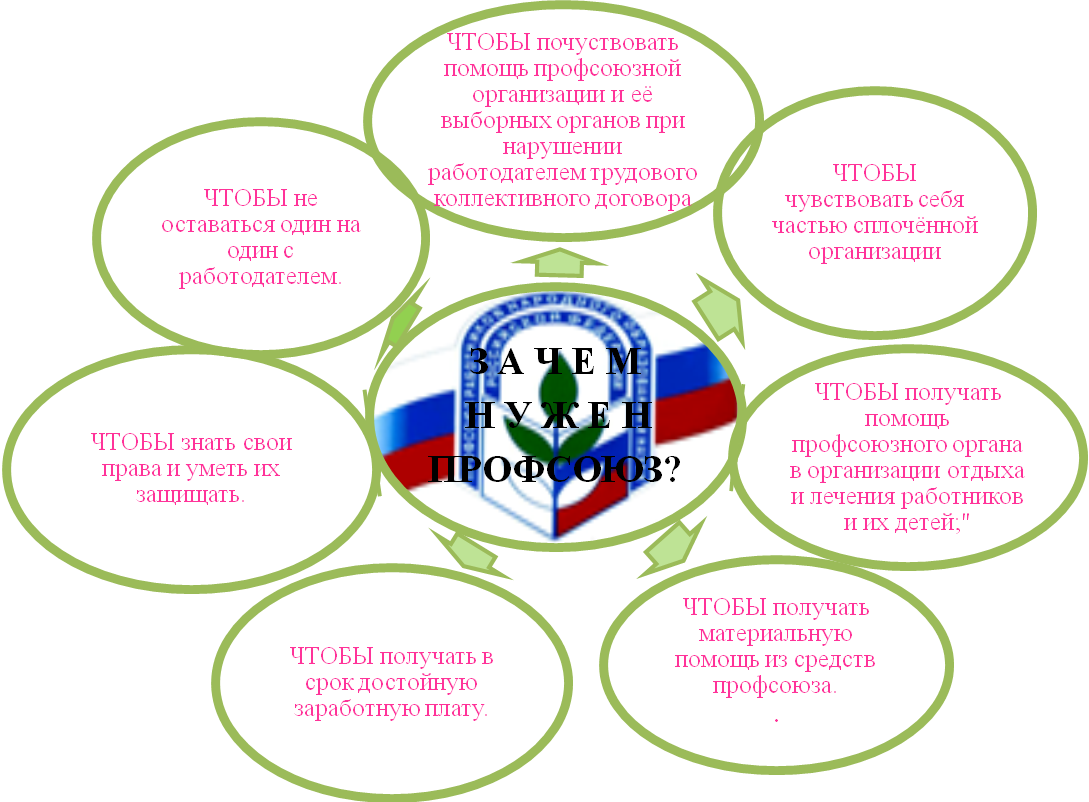 ЧТОБЫ почуствовать
помощь профсоюзной
организации и её
выборных органов при
нарушении
работодателем трудового
коллективного договора
ЧТОБЫ
чувствовать себя
частью сплочённой
организации
ЧТОБЫ получать
помощь
профсоюзного органа
в организации отдыха
и лечения работников
и их детей;"
ЧТОБЫ получать
материальную
помощь из средств
профсоюза.
.
ЧТОБЫ получать в
срок достойную
заработную плату.
ЧТОБЫ знать свои
права и уметь их
защищать.
ЧТОБЫ не
оставаться один на
один с
работодателем.
З А Ч Е М
Н У Ж Е Н
ПРОФСОЮЗ?